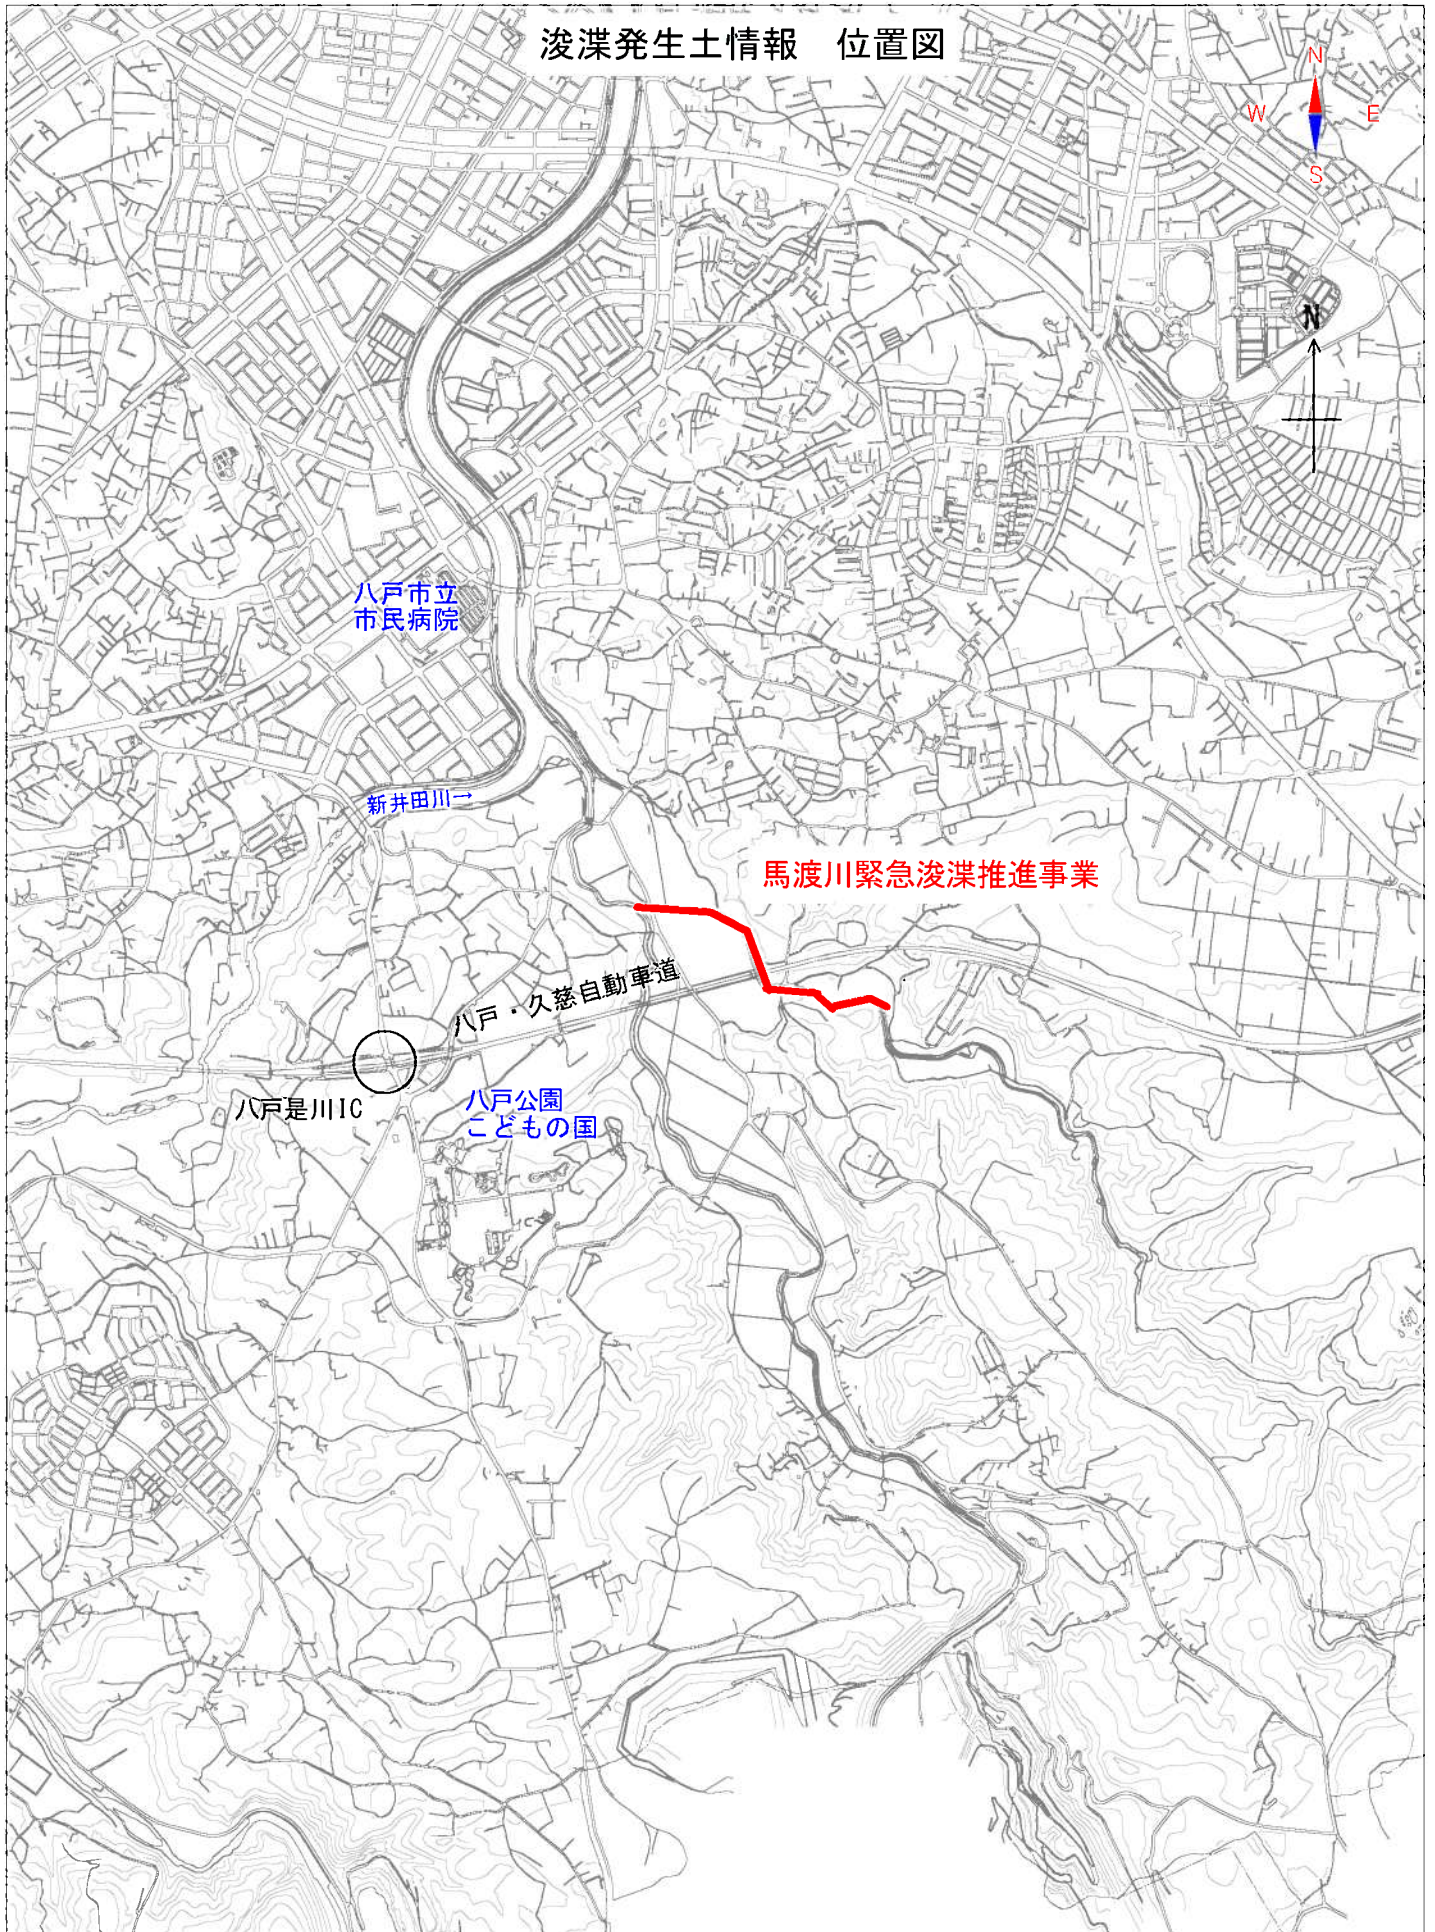 浚渫発生土情報　位置図
N
W
E
S
N
八戸市立
市民病院
新井田川→
馬渡川緊急浚渫推進事業
八戸・久慈自動車道
八戸是川IC
八戸公園
こどもの国